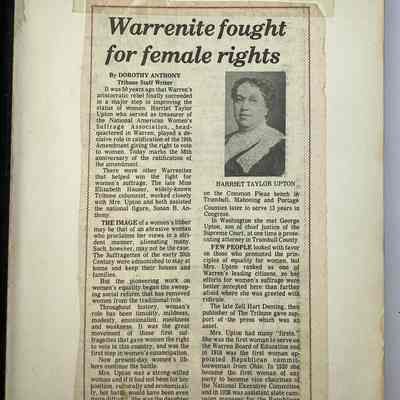 Warrenite fought
for female rights
By DOROTHY ANTHONY
Tribune Staff Writer
It was 50 years ago that Warren's
aristocratic rebel finally succeeded
in a major step in improving the
status of women. Harriet Taylor
Upton who served as treasurer of
the National American Women's
Suffrage Association, head-
quartered in Warren, played a de-
cisive role in ratification of the 19th
Amendment giving the right to vote
to women. Today marks the 50th
anniversary of the ratification of
the amendment.
There were other Warrenites
that helped win the fight for
women's suffrage. The late Miss
Elizabeth Hauser, widely-known
Tribune columnist, worked closely
with Mrs. Upton and both assisted
the national figure, Susan B. An-
thony.
THE IMAGE of a women's libber
may be that of an abrasive woman
who proclaims her views in a stri-
dent manner, alienating many.
Such, however, may not be the case.
The Suffragettes of the early 20th
Century were admonished to stay at
home and keep their houses and
families.
But the pioneering work on
women's equality began the sweep-
ing social reform that has removed
women from the traditional role.
Throughout history, woman's
role has been timidity, mildness,
modesty, emotionalism, meekness
and weakness. It was the great
movement of those first suf-
fragettes that gave women the right
to vote in this country, and was the
first step in women's emancipation.
Now present-day women's lib-
bers continue the battle.
Mrs. Upton was a strong-willed
woman and if it had not been for her
position, culturally and economical-
ly, her battle would have been even
HARRIET TAYLOR UPTON
on the Common Pleas bench in
Trumbull, Mahoning and Portage
Counties later to serve 13 years in
Congress.
In Washington she met George
Upton, son of chief justice of the
Supreme Court, at one time a prose-
cuting attorney in Trumbull County.
FEW PEOPLE looked with favor
on those who promoted the prin-
ciples of equality for women, but
Mrs. Upton ranked as one of
Warren's leading citizens, so her
efforts for women's suffrage were
better accepted here than farther
afield where she was greeted with
ridicule.
The late Zell Hart Deming, then
publisher of The Tribune gave sup-
port of the press which was an
asset.
Mrs. Upton had many "firsts."
She was the first woman to serve on
the Warren Board of Education and
in 1918 was the first woman ap-
pointed Republican commit-
teewoman from Ohio. In 1920 she
became the first woman of any
party to become vice chairman of
the National Executive Committee
and in 1928 was assistant state cam-
paign manager for the Republican